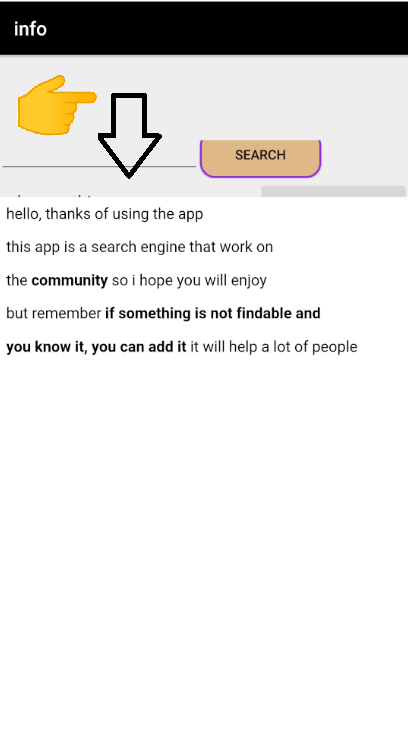 info
SEARCH
hello, thanks of using the app
this app is a search engine that work on
the community so i hope you will enjoy
but remember if something is not findable and
you know it, you can add it it will help a lot of people